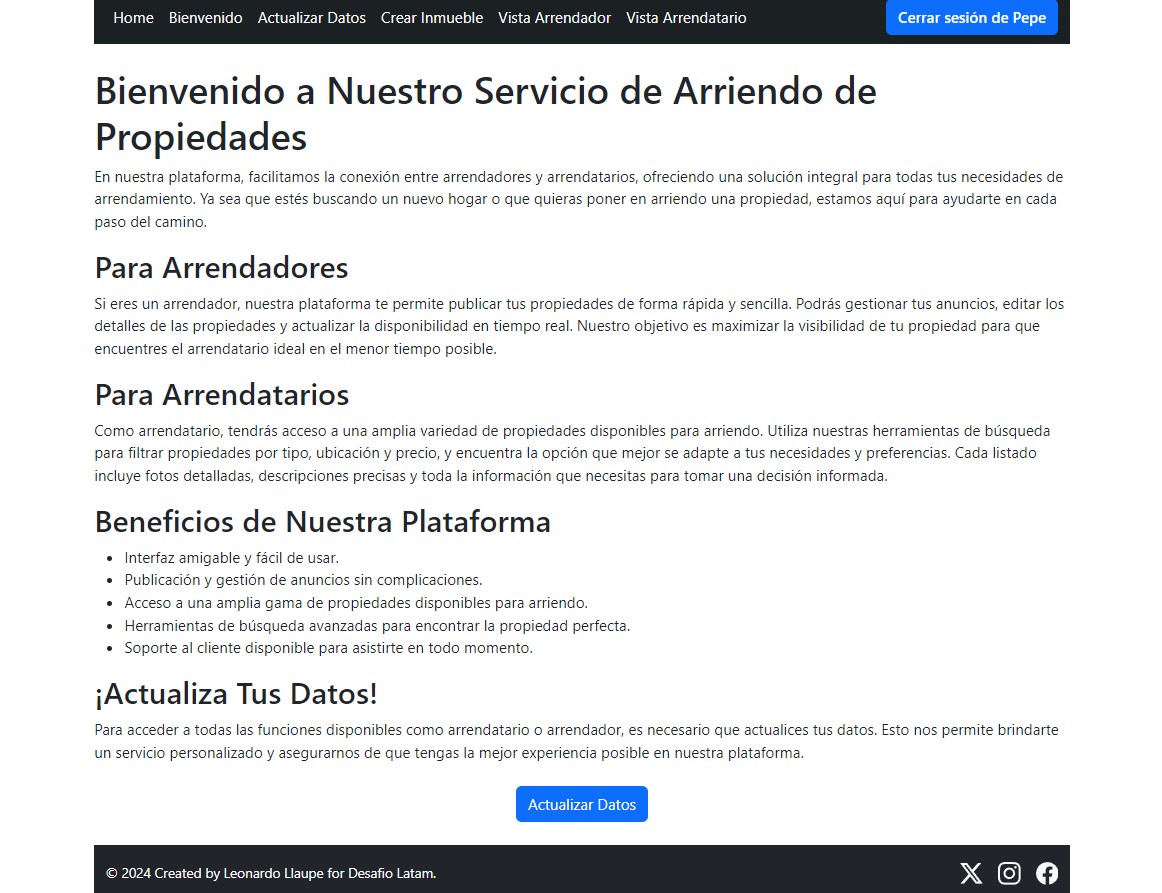 Home Bienvenido Actualizar Datos Crear Inmueble Vista Arrendador Vista Arrendatario Cerrar sesión de Pepe
Bienvenido a Nuestro Servicio de Arriendo de
Propiedades
En nuestra plataforma, facilitamos la conexión entre arrendadores y arrendatarios, ofreciendo una solución integral para todas tus necesidades de
arrendamiento. Ya sea que estés buscando un nuevo hogar o que quieras poner en arriendo una propiedad, estamos aquí para ayudarte en cada
paso del camino.
Para Arrendadores
Si eres un arrendador, nuestra plataforma te permite publicar tus propiedades de forma rápida y sencilla. Podrás gestionar tus anuncios, editar los
detalles de las propiedades y actualizar la disponibilidad en tiempo real. Nuestro objetivo es maximizar la visibilidad de tu propiedad para que
encuentres el arrendatario ideal en el menor tiempo posible.
Para Arrendatarios
Como arrendatario, tendrás acceso a una amplia variedad de propiedades disponibles para arriendo. Utiliza nuestras herramientas de búsqueda
para filtrar propiedades por tipo, ubicación y precio, y encuentra la opción que mejor se adapte a tus necesidades y preferencias. Cada listado
incluye fotos detalladas, descripciones precisas y toda la información que necesitas para tomar una decisión informada.
Beneficios de Nuestra Plataforma
• Interfaz amigable y fácil de usar.
• Publicación y gestión de anuncios sin complicaciones.
• Acceso a una amplia gama de propiedades disponibles para arriendo.
• Herramientas de búsqueda avanzadas para encontrar la propiedad perfecta.
• Soporte al cliente disponible para asistirte en todo momento.
¡Actualiza Tus Datos!
Para acceder a todas las funciones disponibles como arrendatario o arrendador, es necesario que actualices tus datos. Esto nos permite brindarte
un servicio personalizado y asegurarnos de que tengas la mejor experiencia posible en nuestra plataforma.
Actualizar Datos
© 2024 Created by Leonardo Llaupe for Desafio Latam.